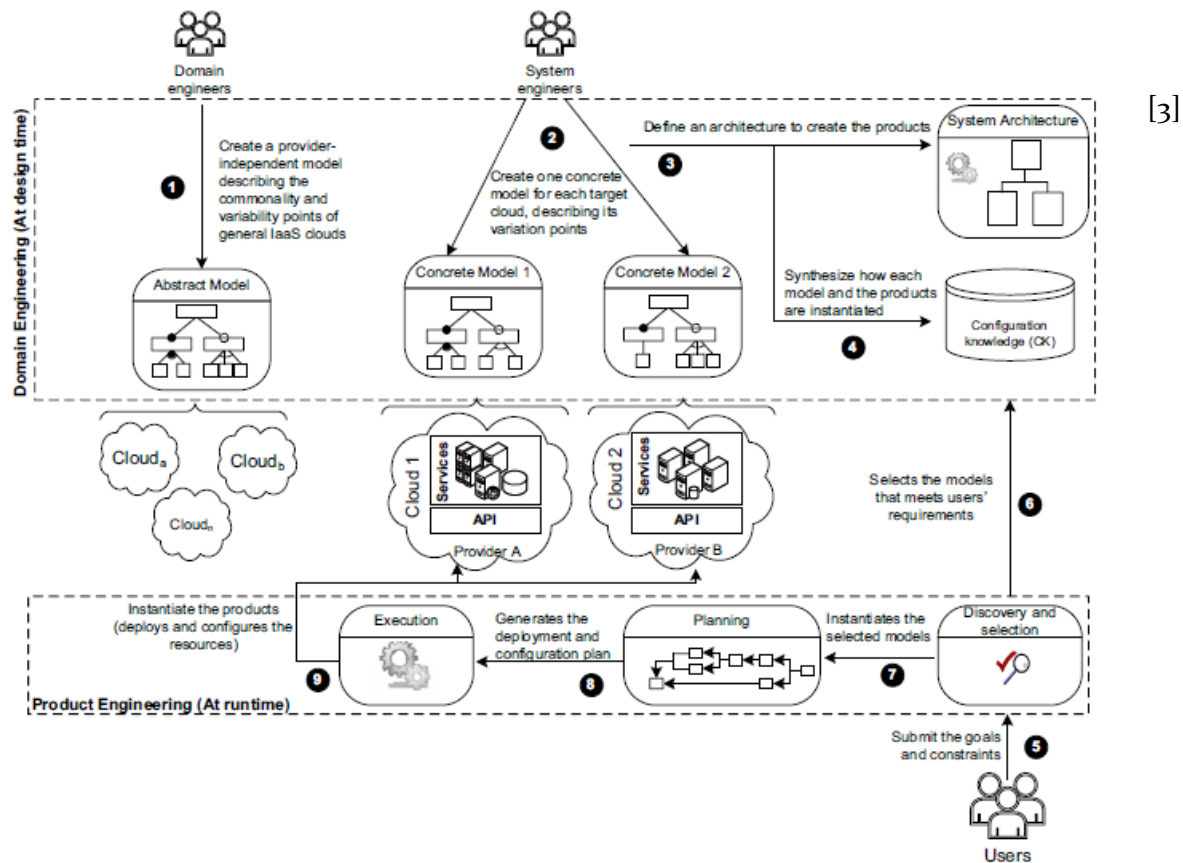 Domain
engineers
System
engineers
[3]
Domain Engineering (At design time)
1
Create a provider-
independent model
describing the
commonality and
variability points of
general IaaS clouds
2
Create one concrete
model for each target
cloud, describing its
variation points
Define an architecture to create the products
3
System Architecture
Abstract Model
Concrete Model 1
Concrete Model 2
Synthesize how each
model and the products
are instantiated
4
Configuration
knowledge (CK)
Clouda
Cloudb
Cloudn
Cloud 1
Services
API
Provider A
Cloud 2
Services
API
Provider B
Selects the models
that meets users'
requirements
6
Instantiate the products
(deploys and configures the
resources)
9
Execution
Generates the
deployment and
configuration plan
8
Planning
Instantiates the
selected models
7
Discovery and
selection
Product Engineering (At runtime)
Submit the goals
and constraints
5
Users